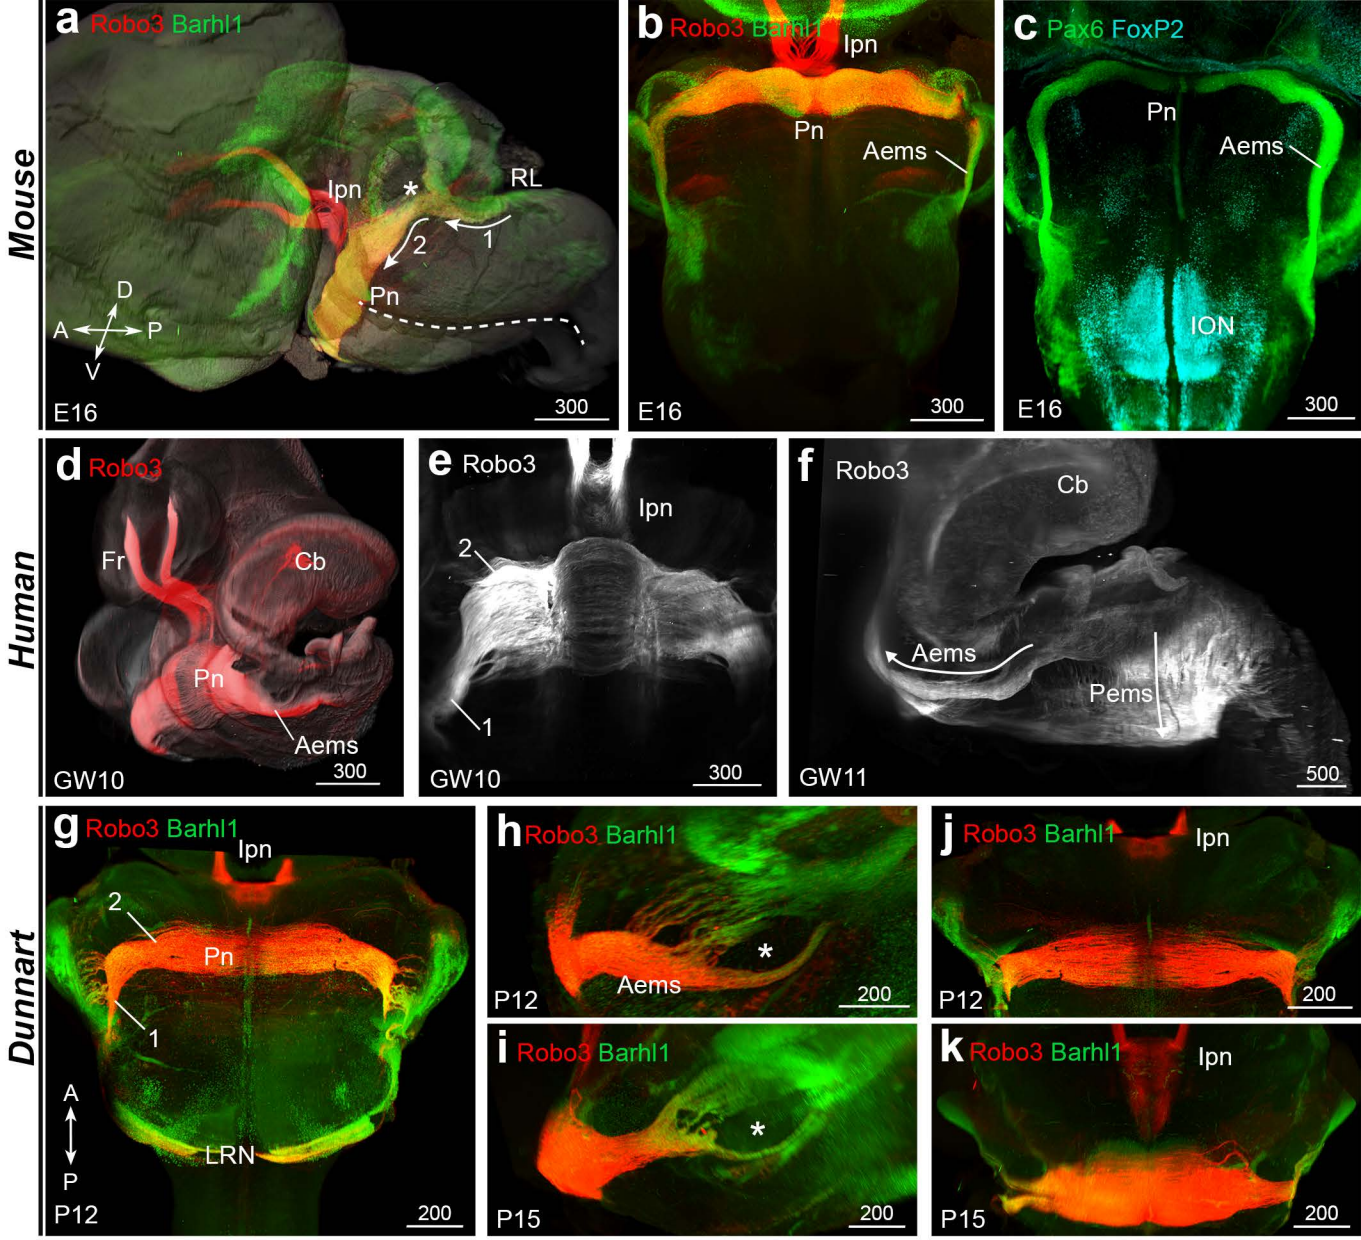 Mouse
a Robo3 Barhl1
Ipn
*
RL
1
2
Pn
D
A P
V
E16
300
b Robo3 Barhl1
Ipn
Pn
Aems
E16
300
c Pax6 FoxP2
Pn
Aems
ION
E16
300
Human
d Robo3
Fr
Cb
Pn
Aems
GW10
300
e Robo3
Ipn
2
1
GW10
300
f Robo3
Cb
Aems
Pems
GW11
500
Dunnart
g Robo3 Barhl1
Ipn
2
Pn
1
A
P
LRN
P12
200
h Robo3 Barhl1
*
Aems
P12
200
i Robo3 Barhl1
*
P15
200
j Robo3 Barhl1
Ipn
P12
200
k Robo3 Barhl1
Ipn
P15
200